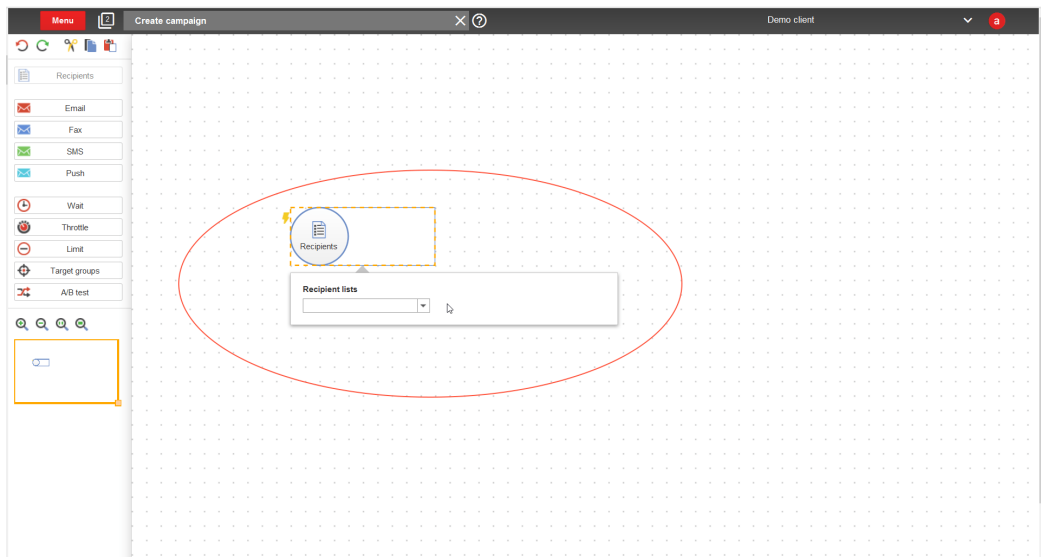 Menu
2
Create campaign
Demo client
a
Recipients
Email
Fax
SMS
Push
Wait
Throttle
Limit
Target groups
A/B test
Recipients
Recipient lists